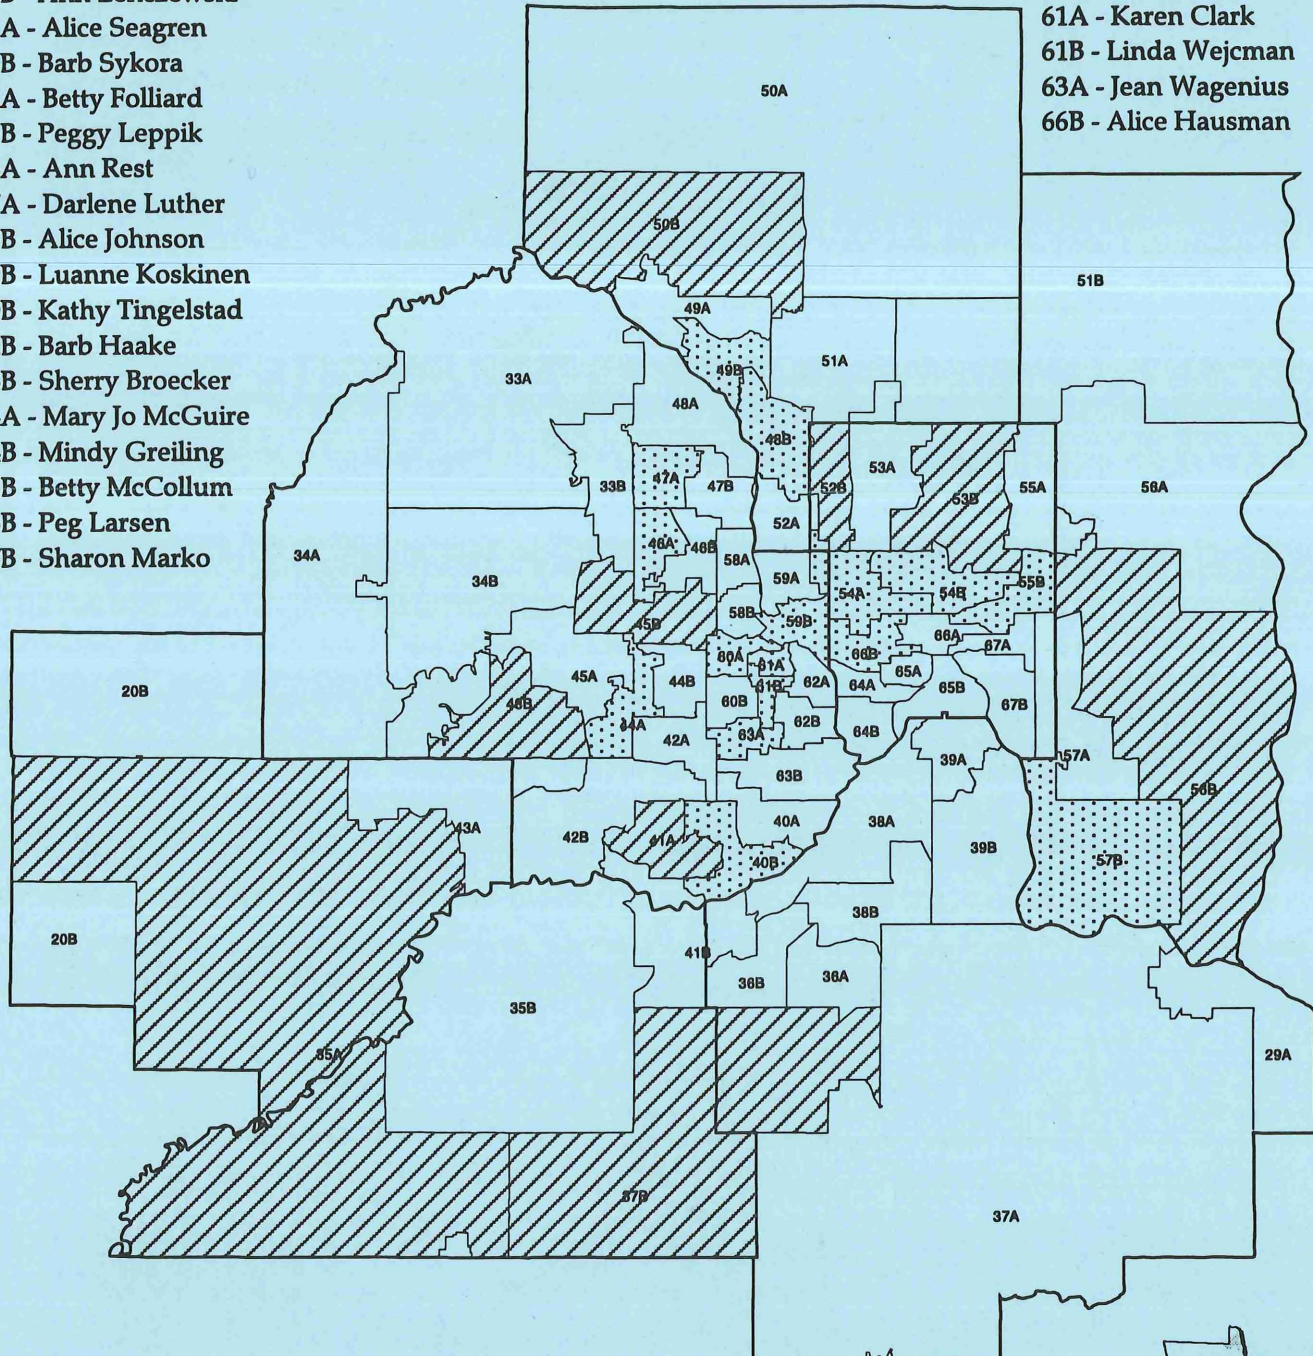 A - Alice Seagren
B - Barb Sykora
A - Betty Folliard
B - Peggy Leppik
A - Ann Rest
A - Darlene Luther
B - Alice Johnson
B - Luanne Koskinen
B - Kathy Tingelstad
B - Barb Haake
B - Sherry Broecker
A - Mary Jo McGuire
B - Mindy Greiling
B - Betty McCollum
B - Peg Larsen
B - Sharon Marko
61A - Karen Clark
61B - Linda Wejcman
63A - Jean Wagenius
66B - Alice Hausman
50A
50B
51B
49A
51A
49B
33A
48A
48B
53A
47A
33B
47B
52B
53B
55A
56A
52A
46A
46B
34A
58A
34B
59A
54A
54B
55B
58B
45B
59B
66A
67A
60A
66B
61A
65A
45A
44B
61B
62A
64A
65B
20B
43B
60B
67B
44A
62B
64B
42A
63A
57A
39A
63B
56B
43A
42B
41A
40A
38A
39B
40B
57B
38B
20B
41B
36B
36A
35B
35A
29A
37B
37A